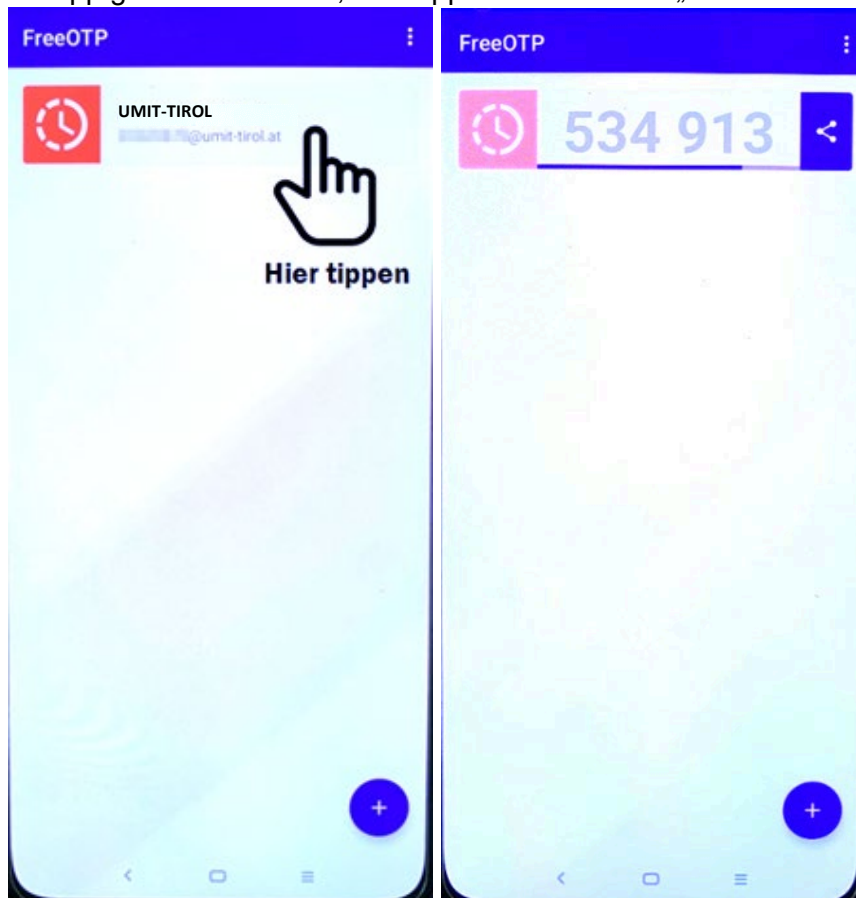 FreeOTP
UMIT-TIROL
@umit-tirol.at
Hier tippen
FreeOTP
534 913